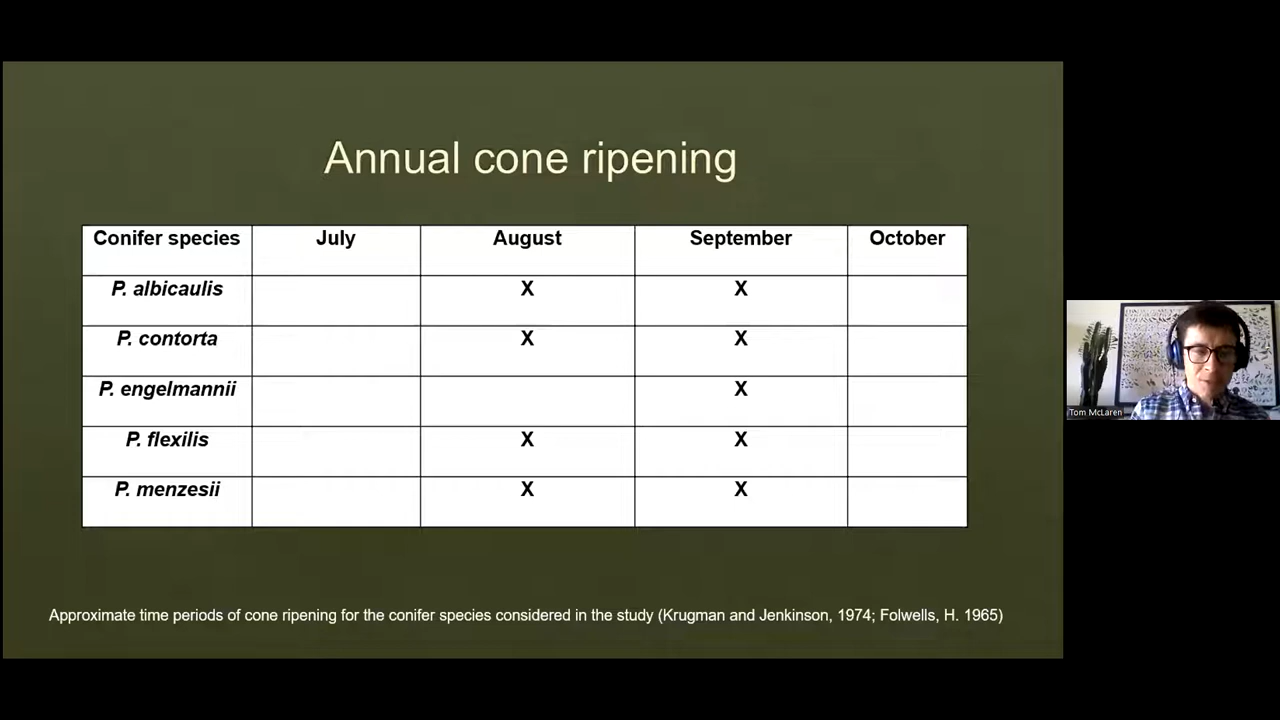 Annual cone ripening
Conifer species July August September October
P. albicaulis X X
P. contorta X X
P. engelmannii X
P. flexilis X X
P. menzesii X X
Approximate time periods of cone ripening for the conifer species considered in the study (Krugman and Jenkinson, 1974; Folwells, H. 1965)
Tom McLaren